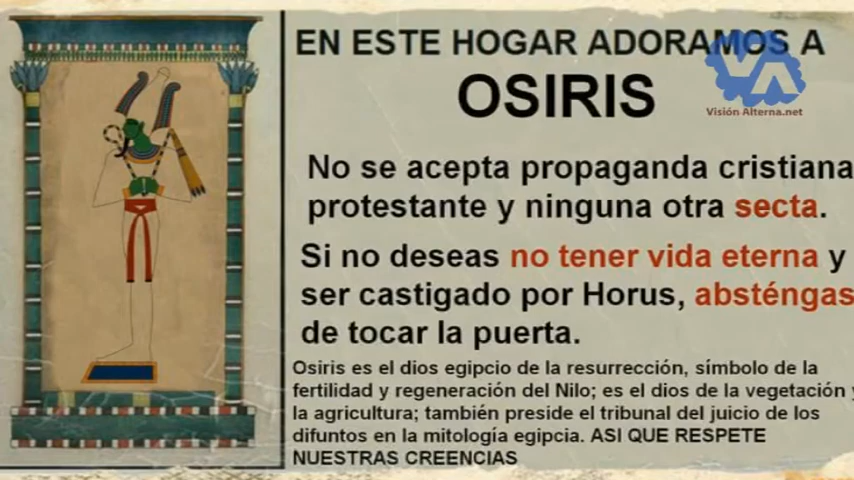 EN ESTE HOGAR ADORAMOS A
OSIRIS
Visión Alterna.net
No se acepta propaganda cristiana
protestante y ninguna otra secta.
Si no deseas no tener vida eterna y
ser castigado por Horus, absténgas
de tocar la puerta.
Osiris es el dios egipcio de la resurrección, símbolo de la
fertilidad y regeneración del Nilo; es el dios de la vegetación y
la agricultura; también preside el tribunal del juicio de los
difuntos en la mitología egipcia. ASI QUE RESPETE
NUESTRAS CREENCIAS